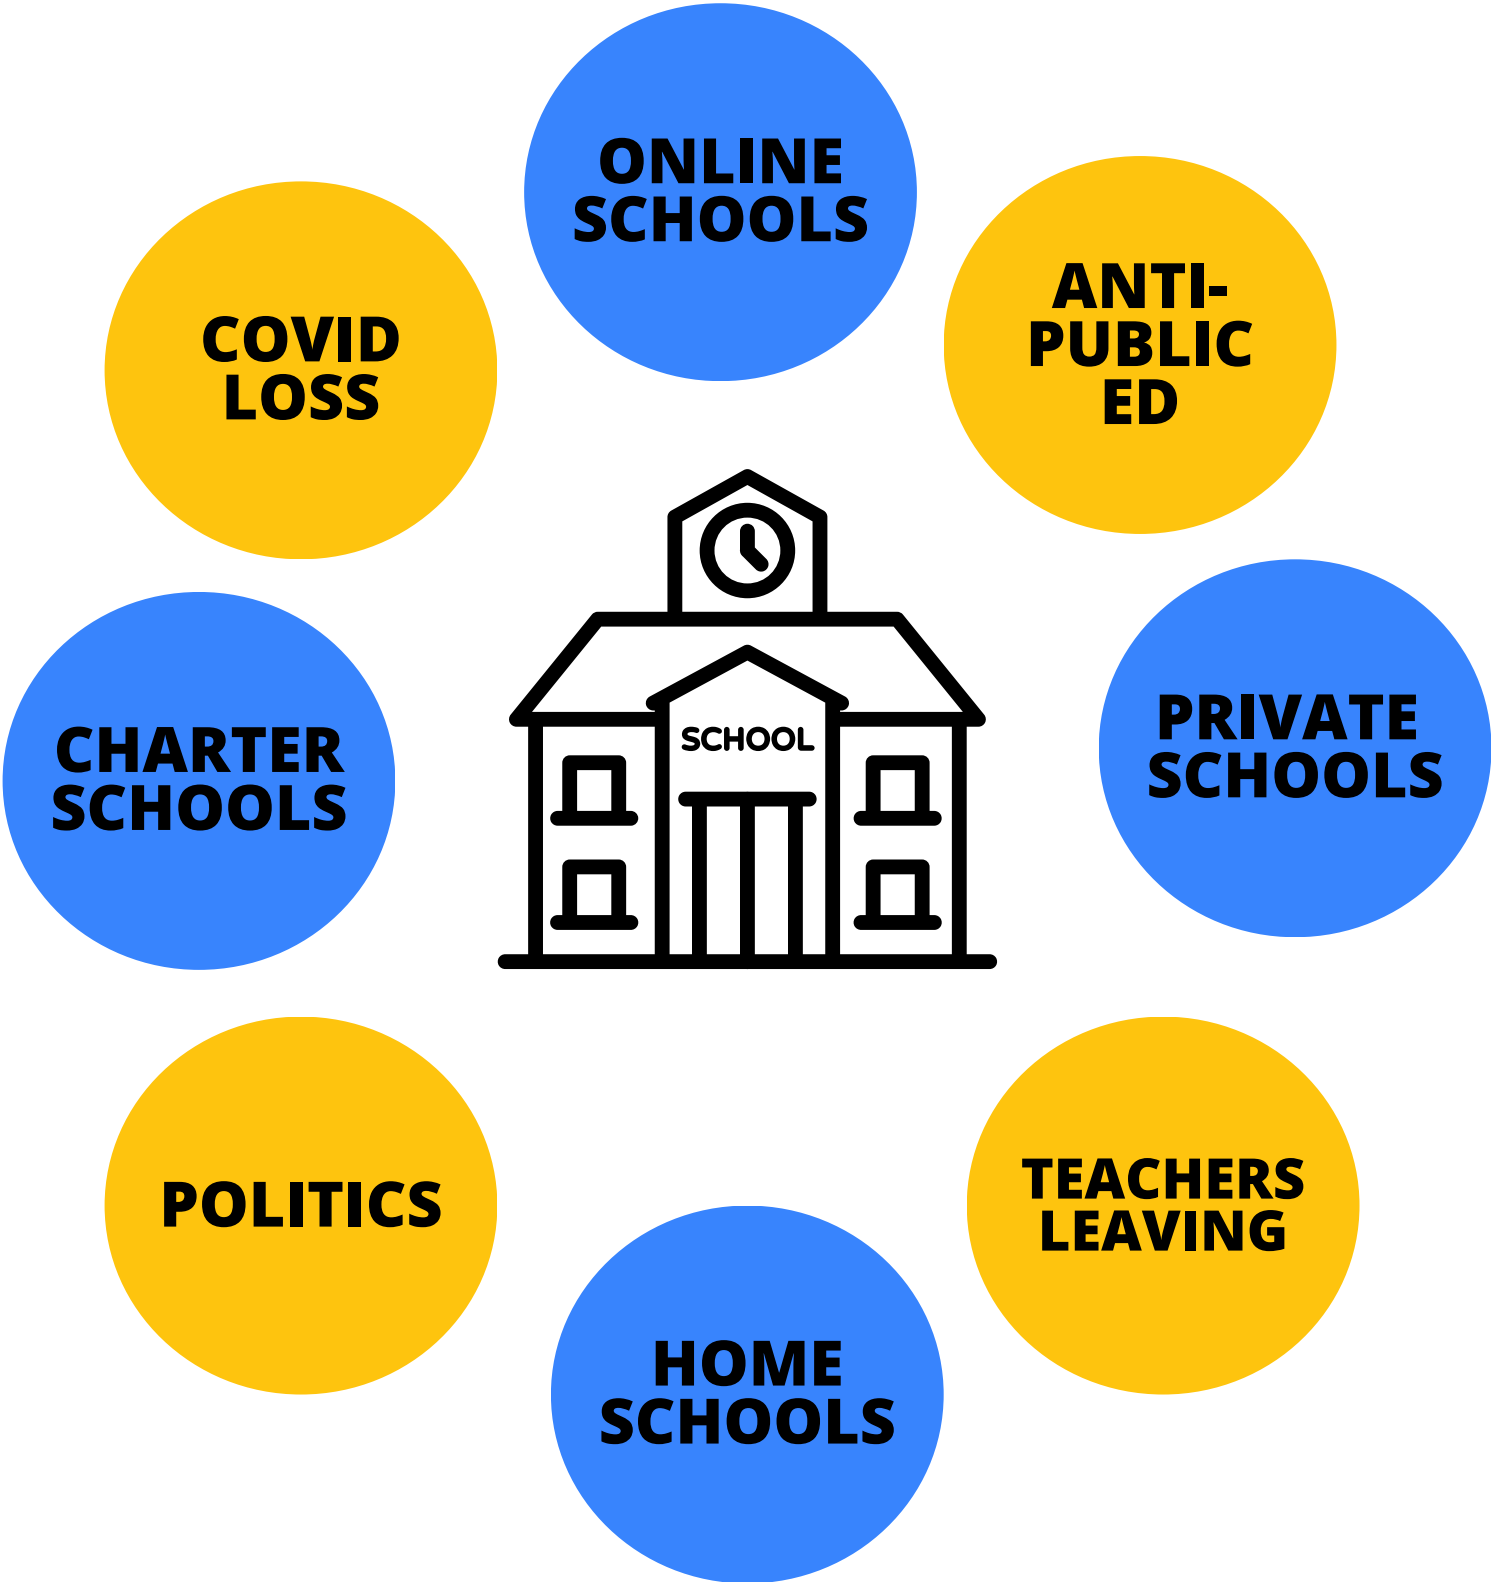 ONLINE
SCHOOLS
ANTI-
PUBLIC
ED
COVID
LOSS
PRIVATE
SCHOOLS
CHARTER
SCHOOLS
SCHOOL
TEACHERS
LEAVING
POLITICS
HOME
SCHOOLS